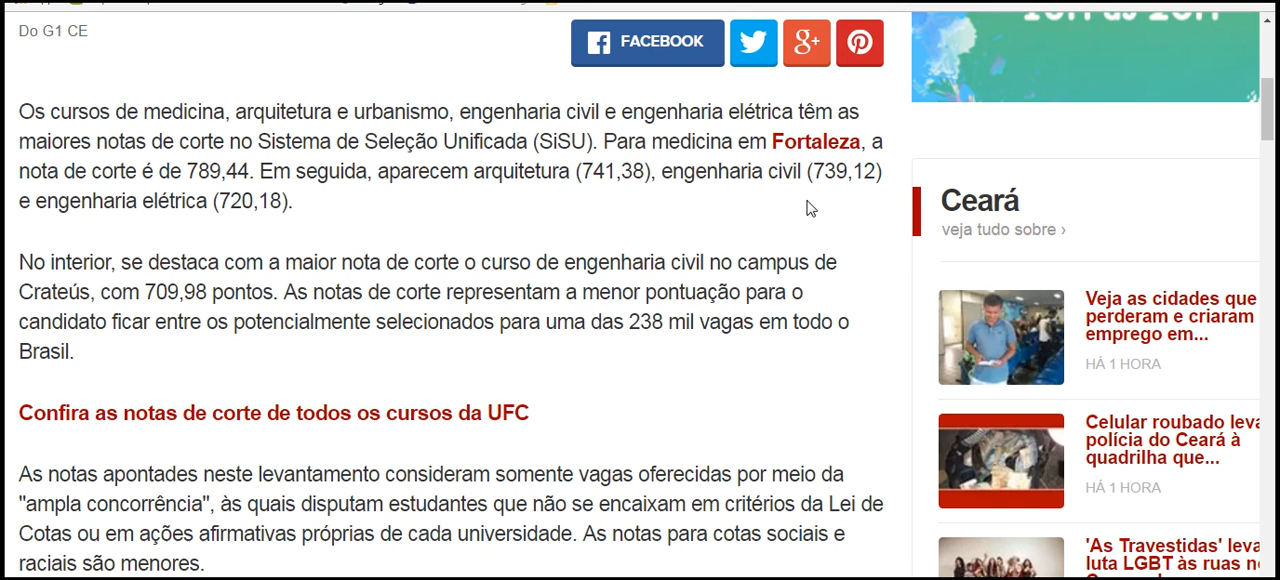 Do G1 CE
FACEBOOK
Os cursos de medicina, arquitetura e urbanismo, engenharia civil e engenharia elétrica têm as
maiores notas de corte no Sistema de Seleção Unificada (SiSU). Para medicina em Fortaleza, a
nota de corte é de 789,44. Em seguida, aparecem arquitetura (741,38), engenharia civil (739,12)
e engenharia elétrica (720,18).
No interior, se destaca com a maior nota de corte o curso de engenharia civil no campus de
Crateús, com 709,98 pontos. As notas de corte representam a menor pontuação para o
candidato ficar entre os potencialmente selecionados para uma das 238 mil vagas em todo o
Brasil.
Confira as notas de corte de todos os cursos da UFC
As notas apontades neste levantamento consideram somente vagas oferecidas por meio da
"ampla concorrência", às quais disputam estudantes que não se encaixam em critérios da Lei de
Cotas ou em ações afirmativas próprias de cada universidade. As notas para cotas sociais e
raciais são menores.
Ceará
veja tudo sobre ›
Veja as cidades que
perderam e criaram
emprego em...
HÁ 1 HORA
Celular roubado leva
polícia do Ceará à
quadrilha que...
HÁ 1 HORA
'As Travestidas' leva
luta LGBT às ruas n